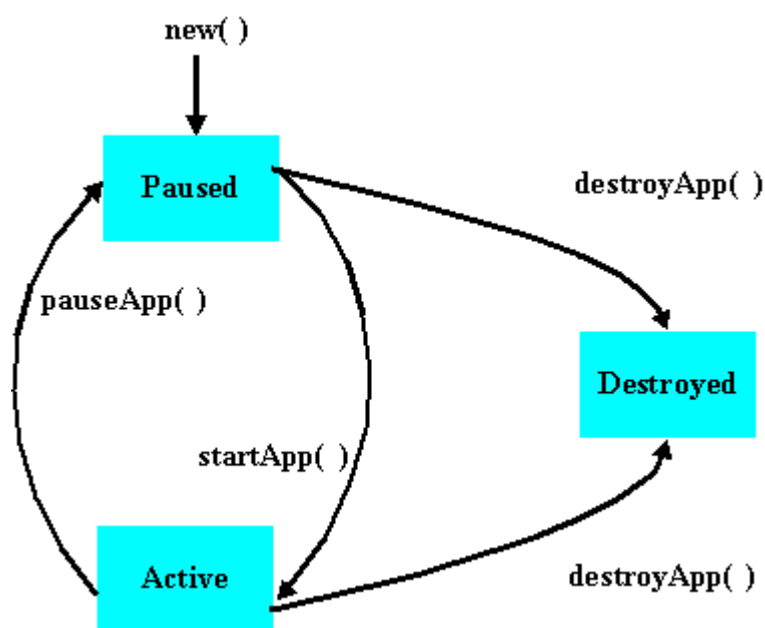 new( )
Paused
destroyApp( )
pauseApp( )
Destroyed
startApp( )
Active
destroyApp( )